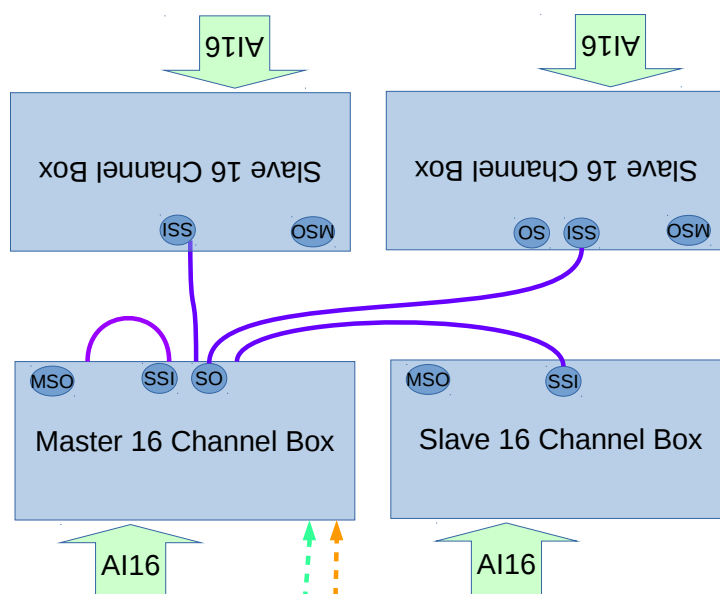 AI16
AI16
Slave 16 Channel Box
Slave 16 Channel Box
SSI
MSO
SO
SSI
MSO
MSO
SSI
SO
MSO
SSI
Master 16 Channel Box
Slave 16 Channel Box
AI16
AI16